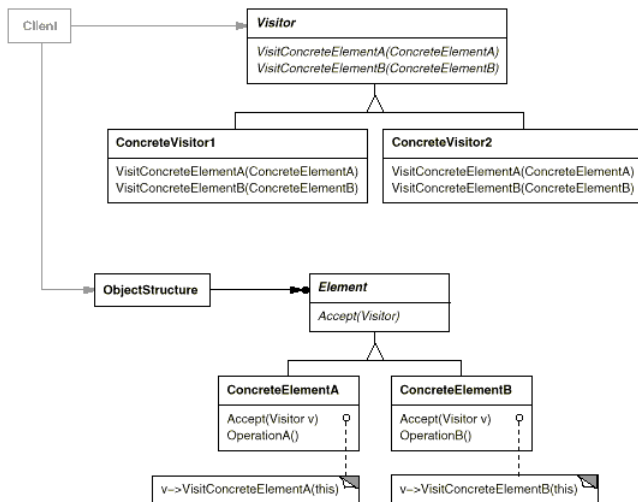 Client
Visitor
VisitConcreteElementA(ConcreteElementA)
VisitConcreteElementB(ConcreteElementB)
ConcreteVisitor1
VisitConcreteElementA(ConcreteElementA)
VisitConcreteElementB(ConcreteElementB)
ConcreteVisitor2
VisitConcreteElementA(ConcreteElementA)
VisitConcreteElementB(ConcreteElementB)
ObjectStructure
Element
Accept(Visitor)
ConcreteElementA
Accept(Visitor v)
OperationA()
ConcreteElementB
Accept(Visitor v)
OperationB()
v->VisitConcreteElementA(this)
v->VisitConcreteElementB(this)